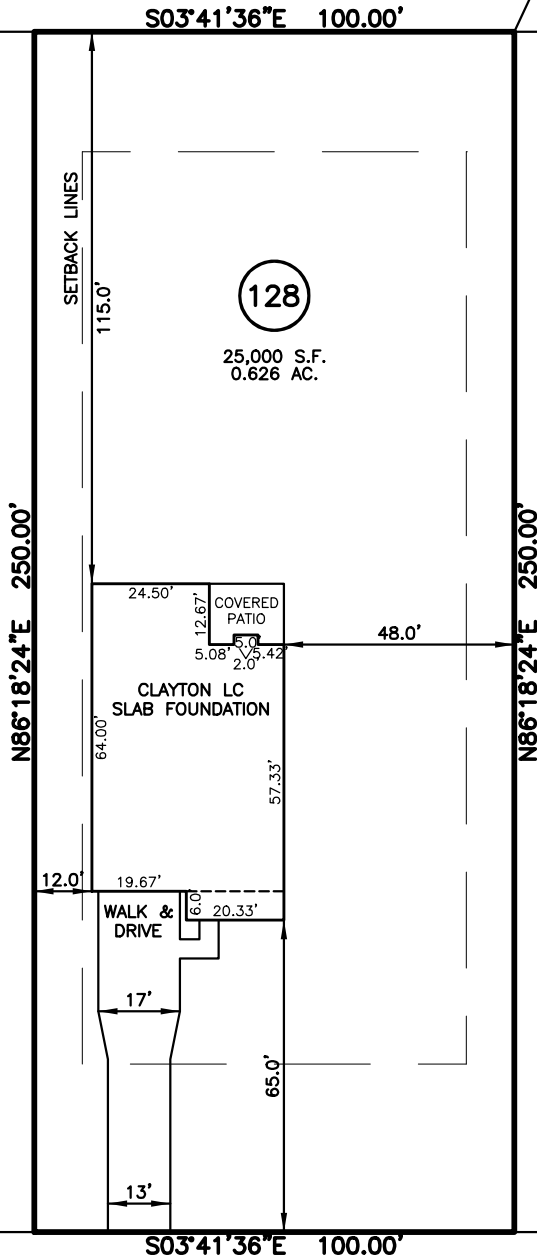 S03°41'36"E 100.00'
SETBACK LINES
115.0'
128
25,000 S.F.
0.626 AC.
N86°18'24"E 250.00'
N86°18'24"E 250.00'
24.50'
12.67'
COVERED
PATIO
5.0
5.08'
5.42'
2.0'
48.0'
CLAYTON LC
SLAB FOUNDATION
64.00'
57.33'
12.0'
19.67'
6.0'
20.33'
WALK &
DRIVE
17'
65.0'
13'
S03°41'36"E 100.00'